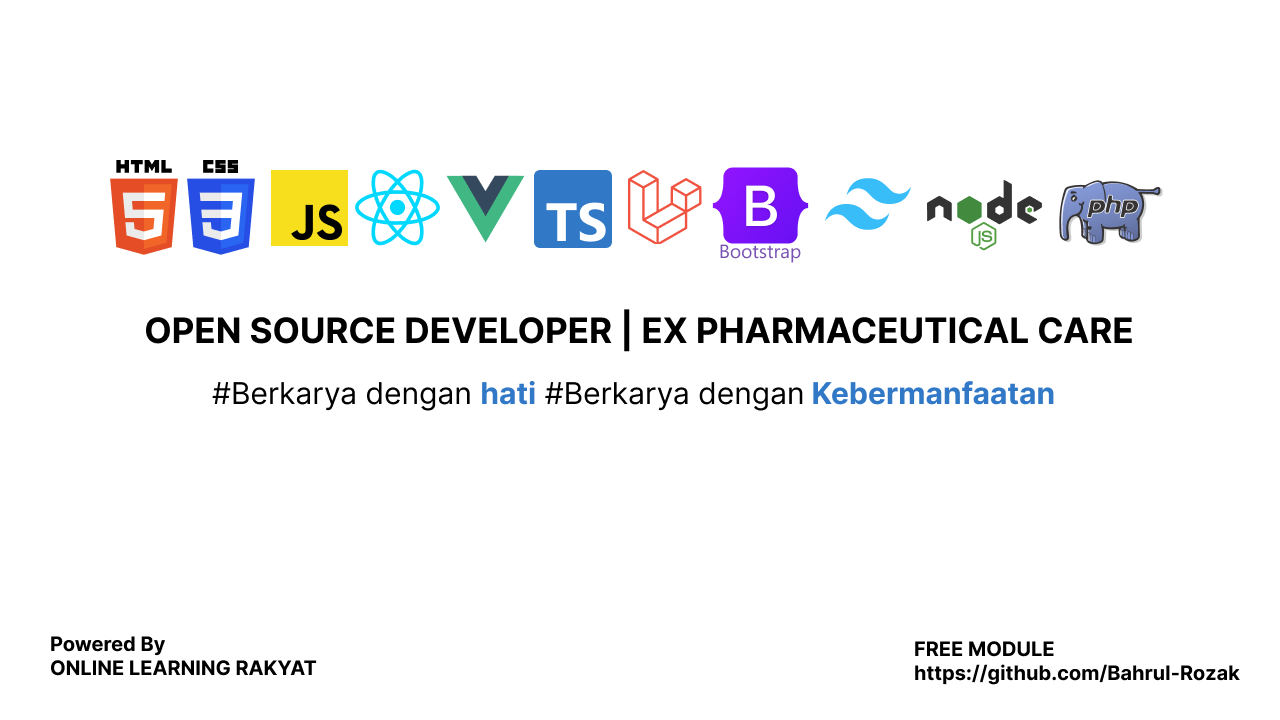 HTML CSS
JS TS B node php
JS
Bootstrap
OPEN SOURCE DEVELOPER | EX PHARMACEUTICAL CARE
#Berkarya dengan hati #Berkarya dengan Kebermanfaatan
Powered By
ONLINE LEARNING RAKYAT
FREE MODULE
https://github.com/Bahrul-Rozak